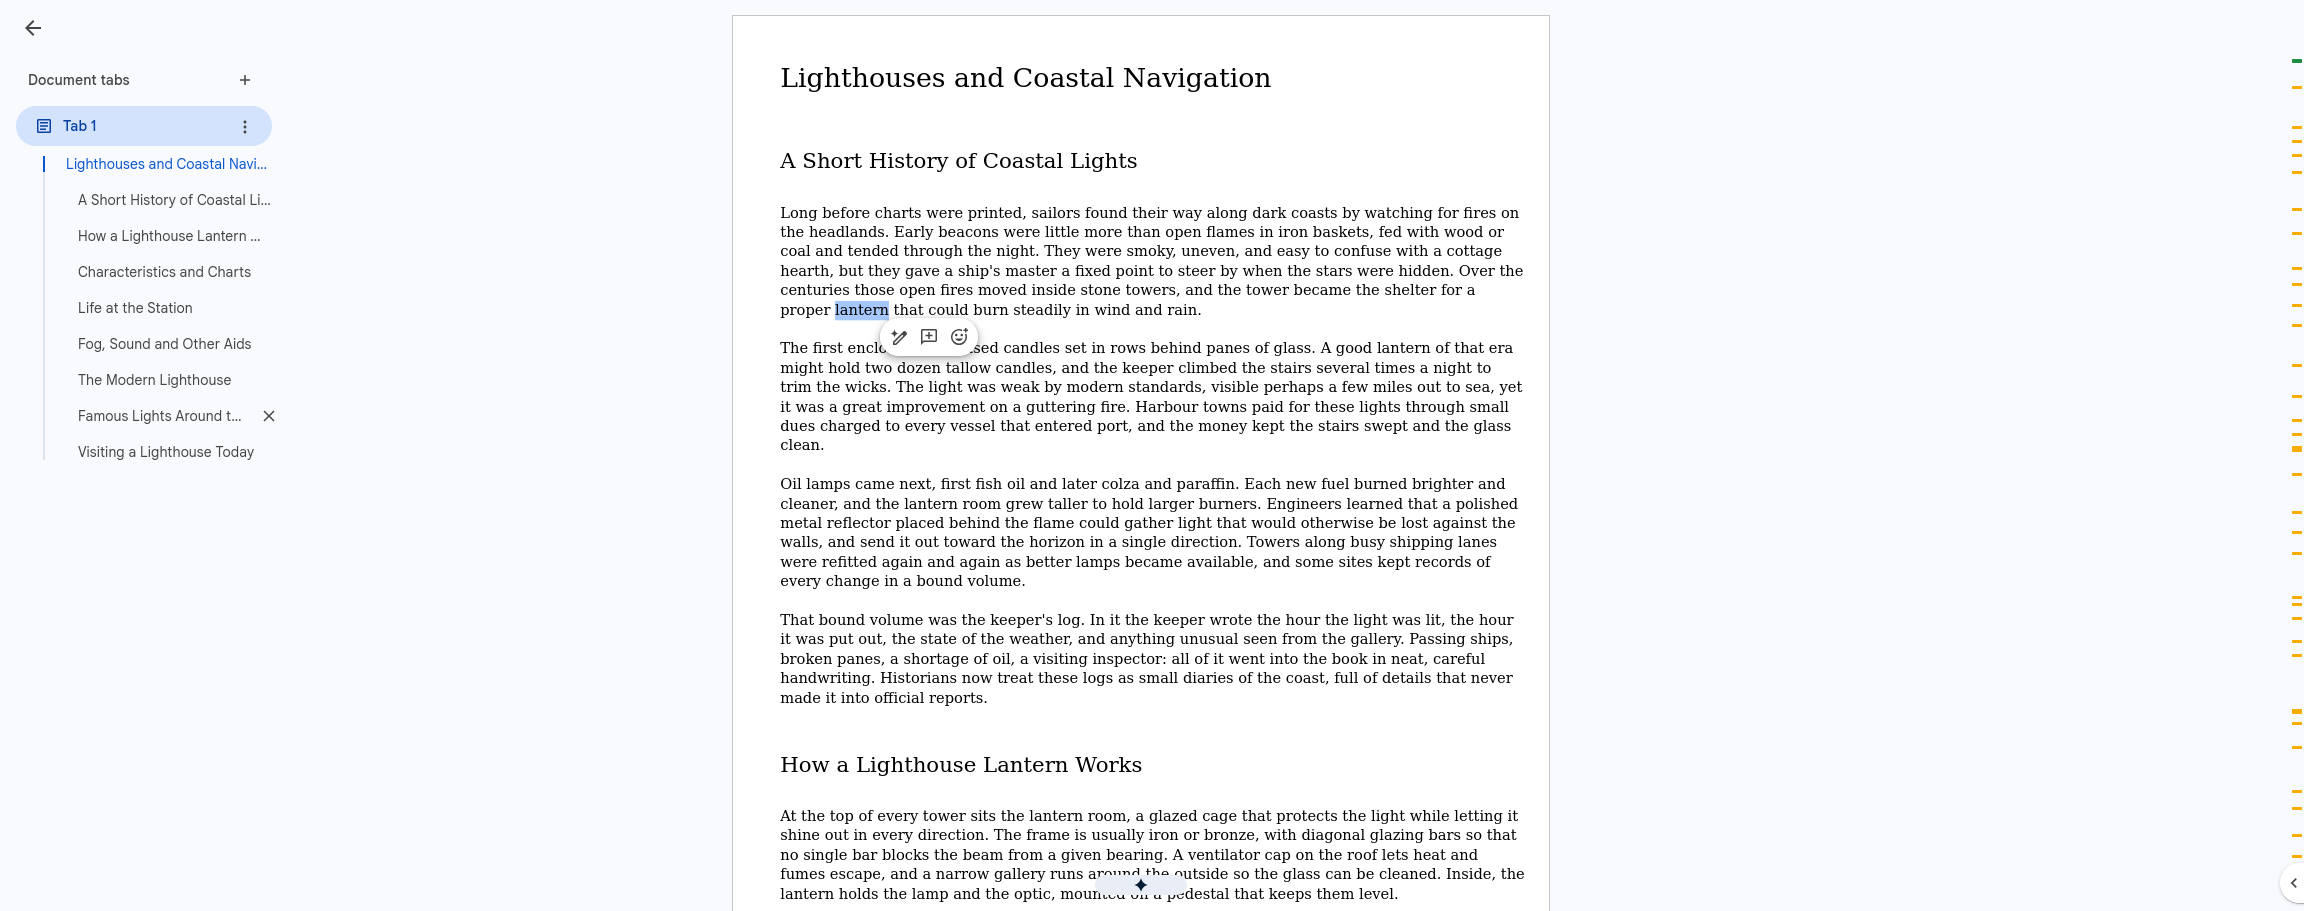 Document tabs
Tab 1
Lighthouses and Coastal Navi...
A Short History of Coastal Li...
How a Lighthouse Lantern ...
Characteristics and Charts
Life at the Station
Fog, Sound and Other Aids
The Modern Lighthouse
Famous Lights Around t...
Visiting a Lighthouse Today
Lighthouses and Coastal Navigation
A Short History of Coastal Lights
Long before charts were printed, sailors found their way along dark coasts by watching for fires on
the headlands. Early beacons were little more than open flames in iron baskets, fed with wood or
coal and tended through the night. They were smoky, uneven, and easy to confuse with a cottage
hearth, but they gave a ship's master a fixed point to steer by when the stars were hidden. Over the
centuries those open fires moved inside stone towers, and the tower became the shelter for a
proper lantern that could burn steadily in wind and rain.
The first candles set in rows behind panes of glass. A good lantern of that era
might hold two dozen tallow candles, and the keeper climbed the stairs several times a night to
trim the wicks. The light was weak by modern standards, visible perhaps a few miles out to sea, yet
it was a great improvement on a guttering fire. Harbour towns paid for these lights through small
dues charged to every vessel that entered port, and the money kept the stairs swept and the glass
clean.
Oil lamps came next, first fish oil and later colza and paraffin. Each new fuel burned brighter and
cleaner, and the lantern room grew taller to hold larger burners. Engineers learned that a polished
metal reflector placed behind the flame could gather light that would otherwise be lost against the
walls, and send it out toward the horizon in a single direction. Towers along busy shipping lanes
were refitted again and again as better lamps became available, and some sites kept records of
every change in a bound volume.
That bound volume was the keeper's log. In it the keeper wrote the hour the light was lit, the hour
it was put out, the state of the weather, and anything unusual seen from the gallery. Passing ships,
broken panes, a shortage of oil, a visiting inspector: all of it went into the book in neat, careful
handwriting. Historians now treat these logs as small diaries of the coast, full of details that never
made it into official reports.
How a Lighthouse Lantern Works
At the top of every tower sits the lantern room, a glazed cage that protects the light while letting it
shine out in every direction. The frame is usually iron or bronze, with diagonal glazing bars so that
no single bar blocks the beam from a given bearing. A ventilator cap on the roof lets heat and
fumes escape, and a narrow gallery runs around the outside so the glass can be cleaned. Inside, the
lantern holds the lamp and the optic, mounted on a pedestal that keeps them level.